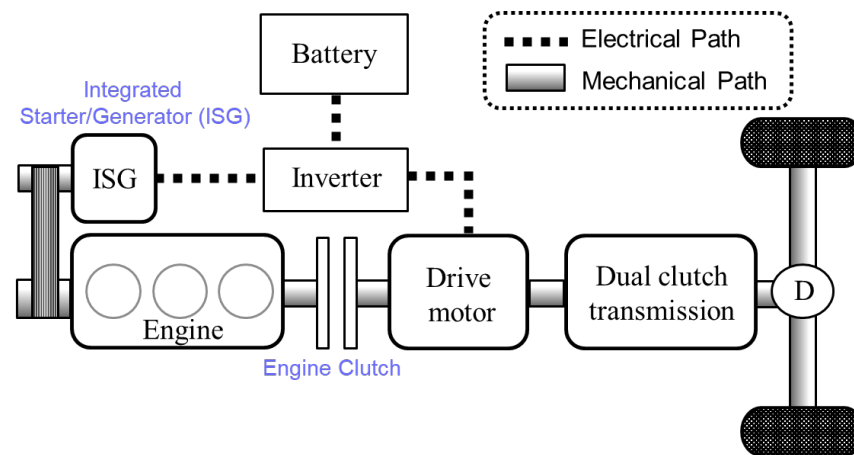 Battery
Electrical Path
Mechanical Path
Integrated
Starter/Generator (ISG)
ISG
Inverter
Engine
Drive
motor
Dual clutch
transmission
D
Engine Clutch